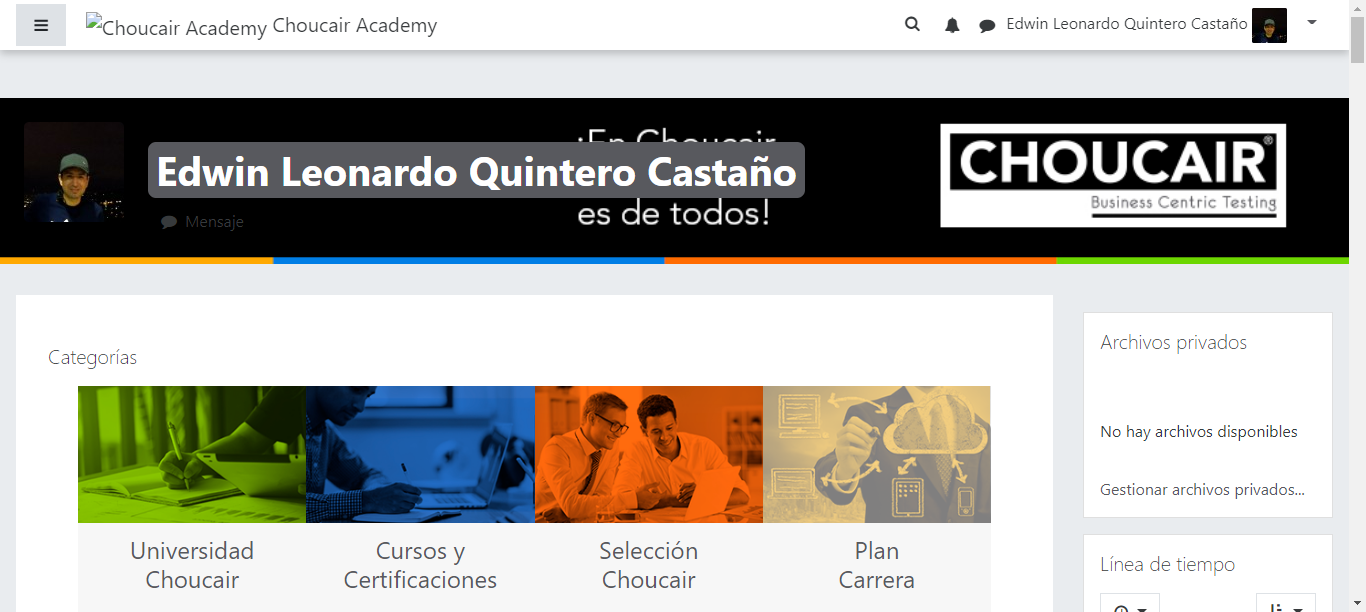 Choucair Academy Choucair Academy
Edwin Leonardo Quintero Castaño
¡En Choucair
Edwin Leonardo Quintero Castaño
es de todos!
Mensaje
CHOUCAIR®
Business Centric Testing
Categorías
Universidad
Choucair
Cursos y
Certificaciones
Selección
Choucair
Plan
Carrera
Archivos privados
No hay archivos disponibles
Gestionar archivos privados...
Línea de tiempo